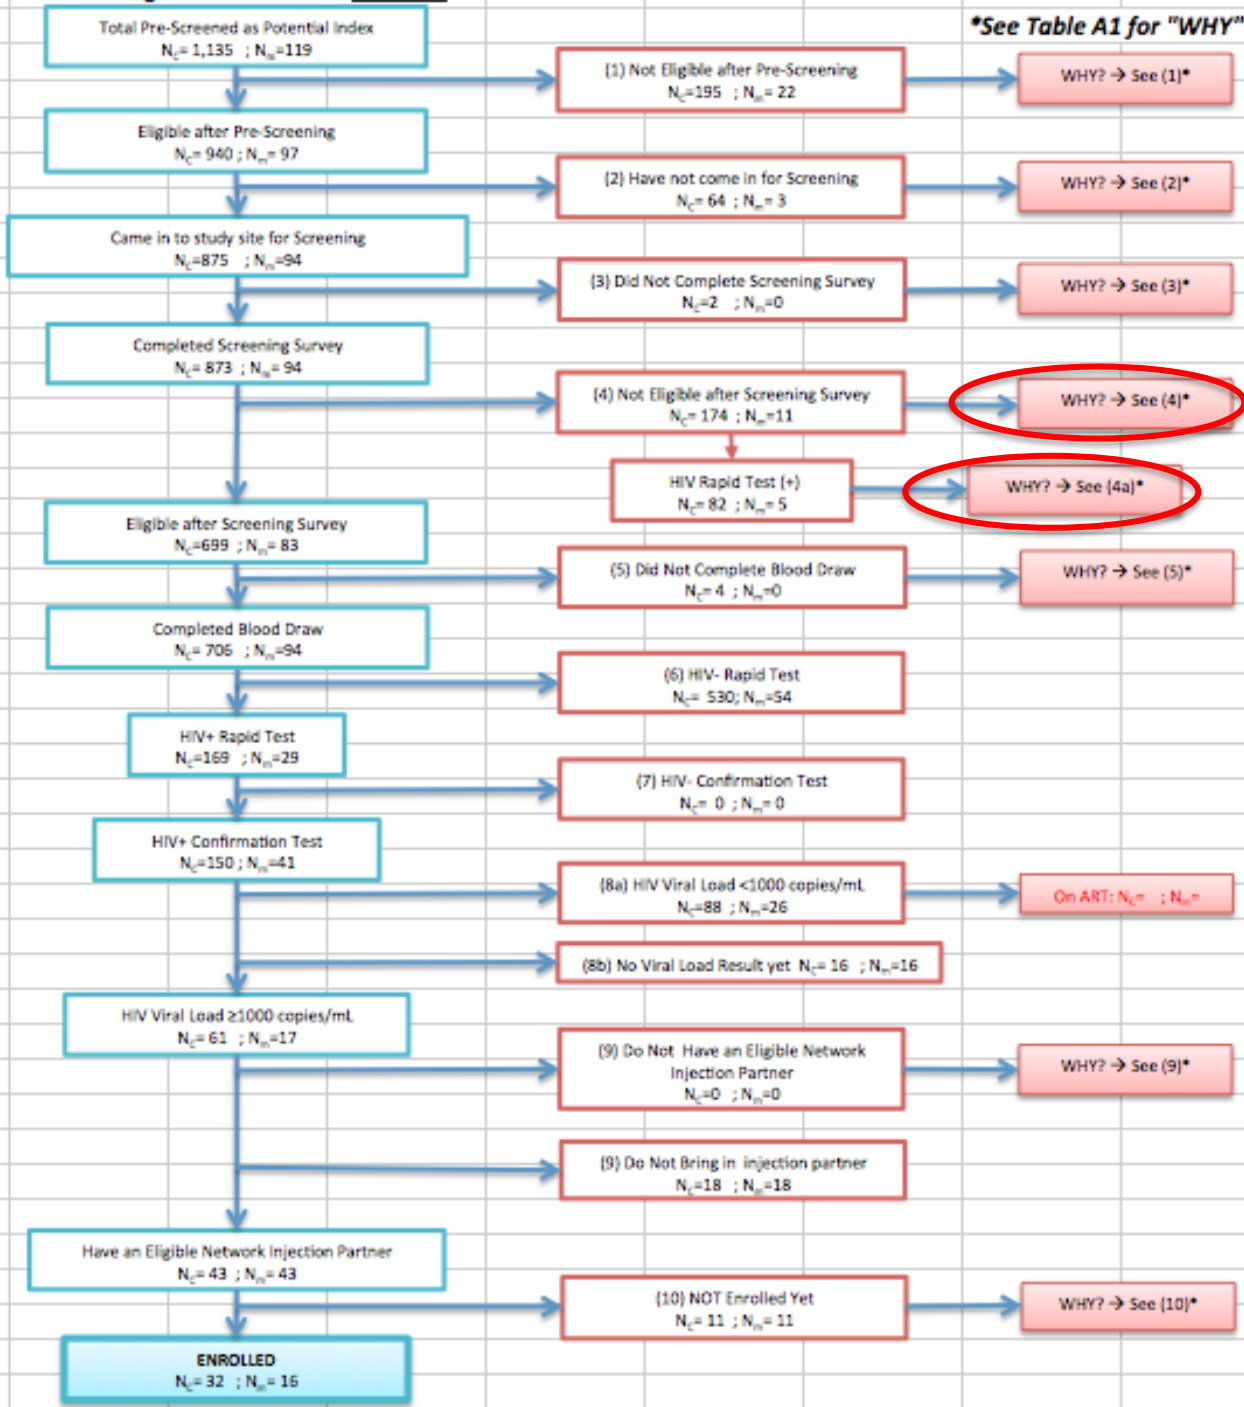 *See Table A1 for "WHY"
Total Pre-Screened as Potential Index
Nc= 1,135 ; Nm=119
(1) Not Eligible after Pre-Screening
Nc=195 ; Nm= 22
WHY? → See (1)*
Eligible after Pre-Screening
Nc= 940 ; Nm= 97
(2) Have not come in for Screening
Nc= 64 ; Nm= 3
WHY? → See (2)*
Came in to study site for Screening
Nc=875 ; Nm=94
(3) Did Not Complete Screening Survey
Nc=2 ; Nm=0
WHY? → See (3)*
Completed Screening Survey
Nc= 873 ; Nm= 94
(4) Not Eligible after Screening Survey
Nc= 174 ; Nm=11
WHY? → See (4)*
HIV Rapid Test (+)
Nc= 82 ; Nm= 5
WHY? → See (4a)*
Eligible after Screening Survey
Nc=699 ; Nm= 83
(5) Did Not Complete Blood Draw
Nc= 4 ; Nm=0
WHY? → See (5)*
Completed Blood Draw
Nc= 706 ; Nm=94
(6) HIV- Rapid Test
Nc= 530; Nm=54
HIV+ Rapid Test
Nc=169 ; Nm=29
(7) HIV- Confirmation Test
Nc= 0 ; Nm= 0
HIV+ Confirmation Test
Nc=150 ; Nm=41
(8a) HIV Viral Load <1000 copies/mL
Nc=88 ; Nm=26
On ART: Nc= ; Nm=
(8b) No Viral Load Result yet Nc= 16 ; Nm=16
HIV Viral Load ≥1000 copies/mL
Nc= 61 ; Nm=17
(9) Do Not Have an Eligible Network
Injection Partner
Nc=0 ; Nm=0
WHY? → See (9)*
(9) Do Not Bring in injection partner
Nc=18 ; Nm=18
Have an Eligible Network Injection Partner
Nc= 43 ; Nm= 43
(10) NOT Enrolled Yet
Nc= 11 ; Nm= 11
WHY? → See (10)*
ENROLLED
Nc= 32 ; Nm= 16